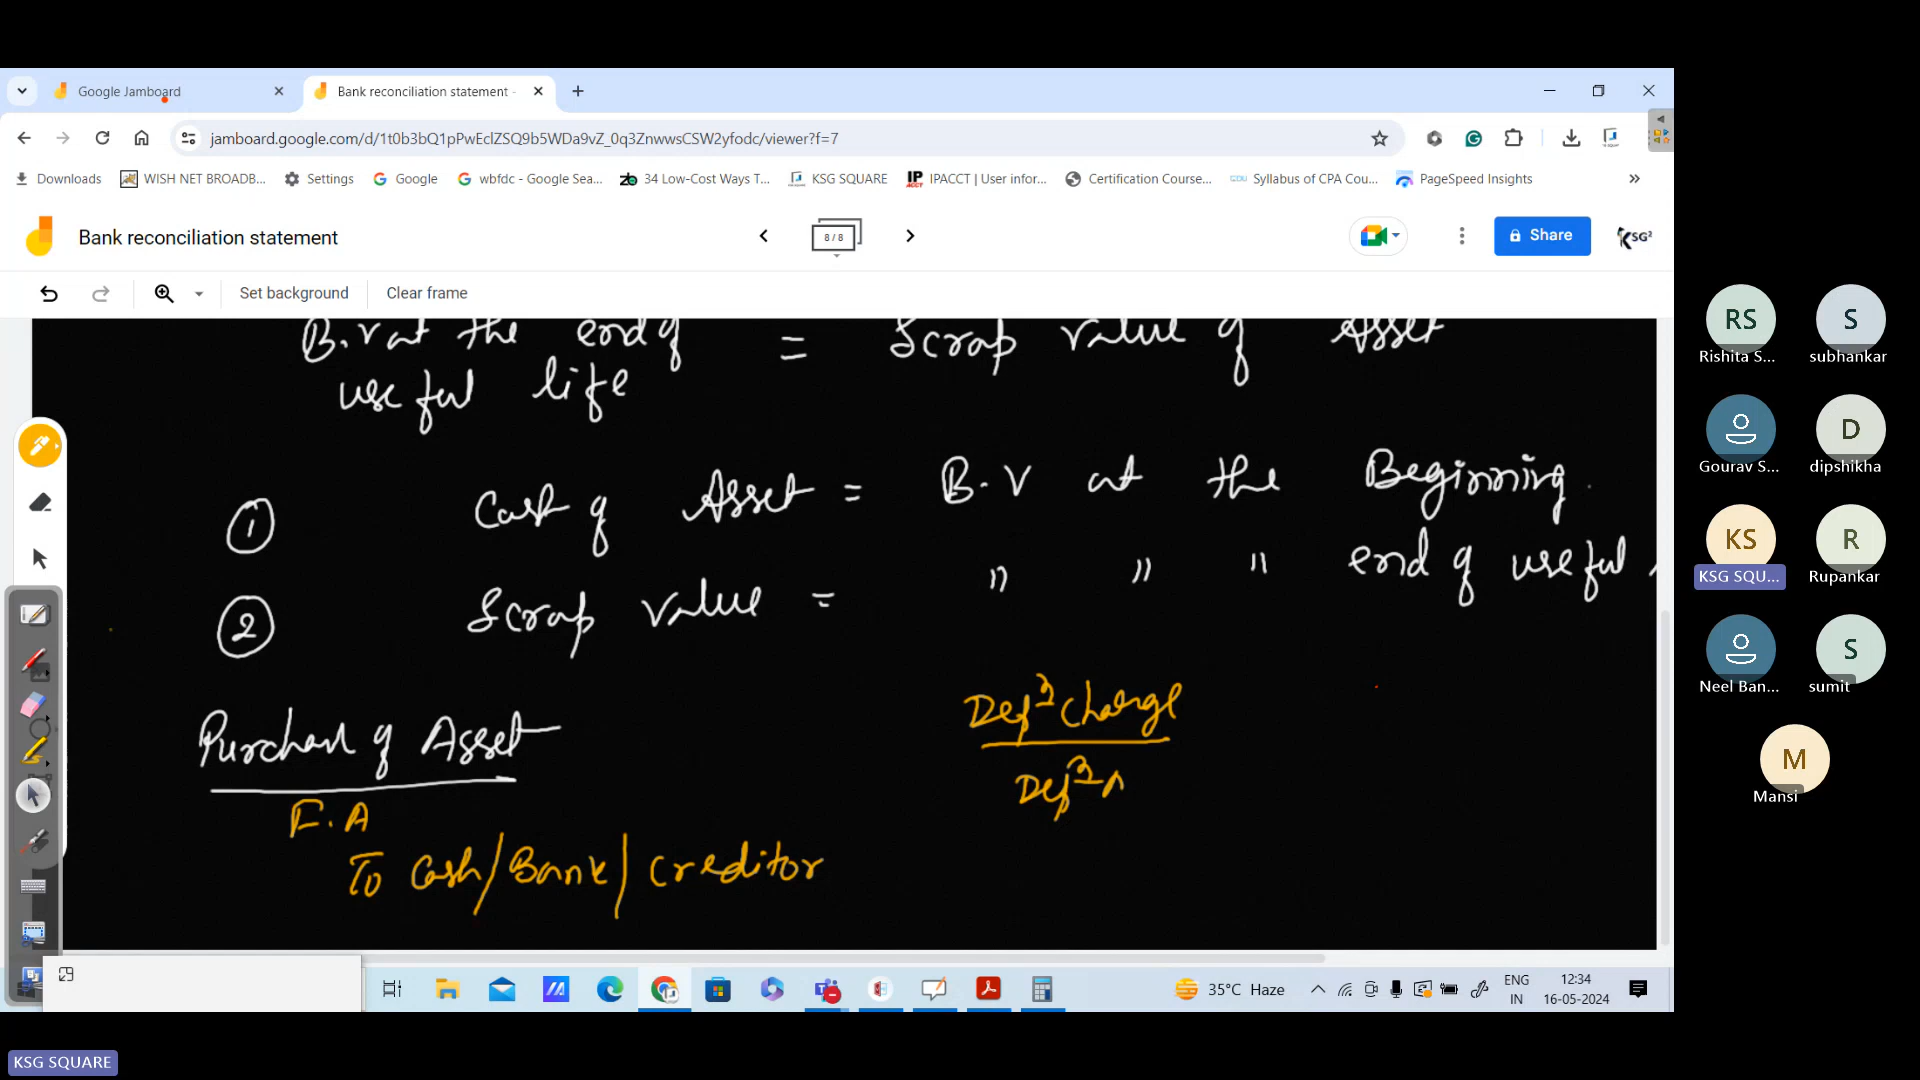 Google Jamboard
Bank reconciliation statement -
jamboard.google.com/d/1t0b3bQ1pPwEclZSQ9b5WDa9vZ_0q3ZnwwsCSW2yfodc/viewer?f=7
Downloads WISH NET BROADB... Settings Google wbfdc - Google Sea... 34 Low-Cost Ways T... KSG SQUARE IPACCT | User infor... Certification Course... Syllabus of CPA Cou... PageSpeed Insights »
Bank reconciliation statement
8 / 8
Share
KSG²
Set background Clear frame
B.V at the end of = Scrap Value of Asset
useful life
① Cost of Asset = B.V at the Beginning.
② Scrap Value = " " " end of useful
Purchase of Asset
F.A
To Cash/Bank/Creditor
Depⁿ Charge
Depⁿ A
35°C Haze
ENG
IN
12:34
16-05-2024
RS
Rishita S...
S
subhankar
Gourav S...
D
dipshikha
KS
KSG SQU...
R
Rupankar
Neel Ban...
S
sumit
M
Mansi
KSG SQUARE